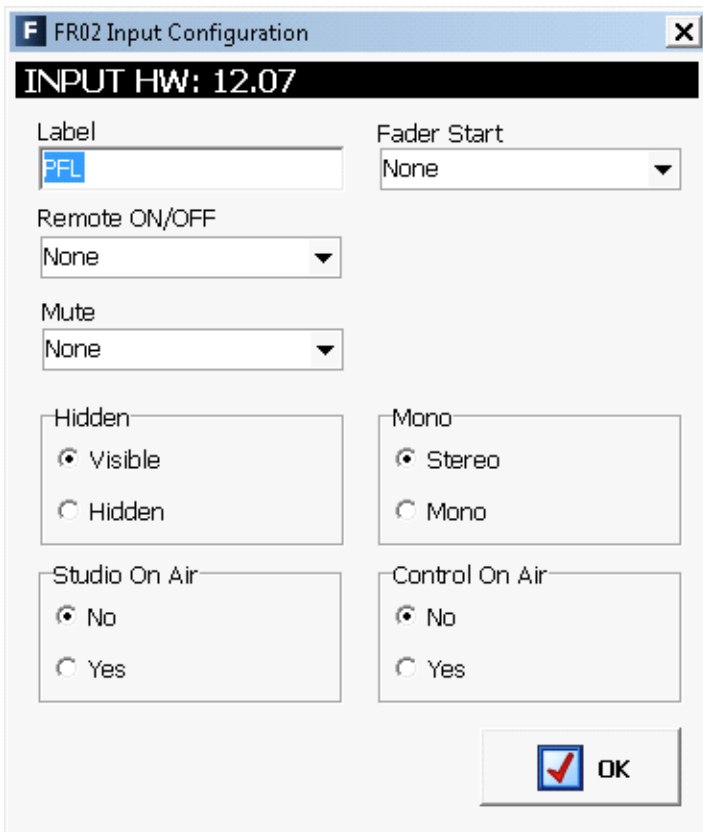 F FR02 Input Configuration
INPUT HW: 12.07
Label
Fader Start
PFL
None
Remote ON/OFF
None
Mute
None
Hidden
Mono
Visible
Stereo
Hidden
Mono
Studio On Air
Control On Air
No
No
Yes
Yes
OK